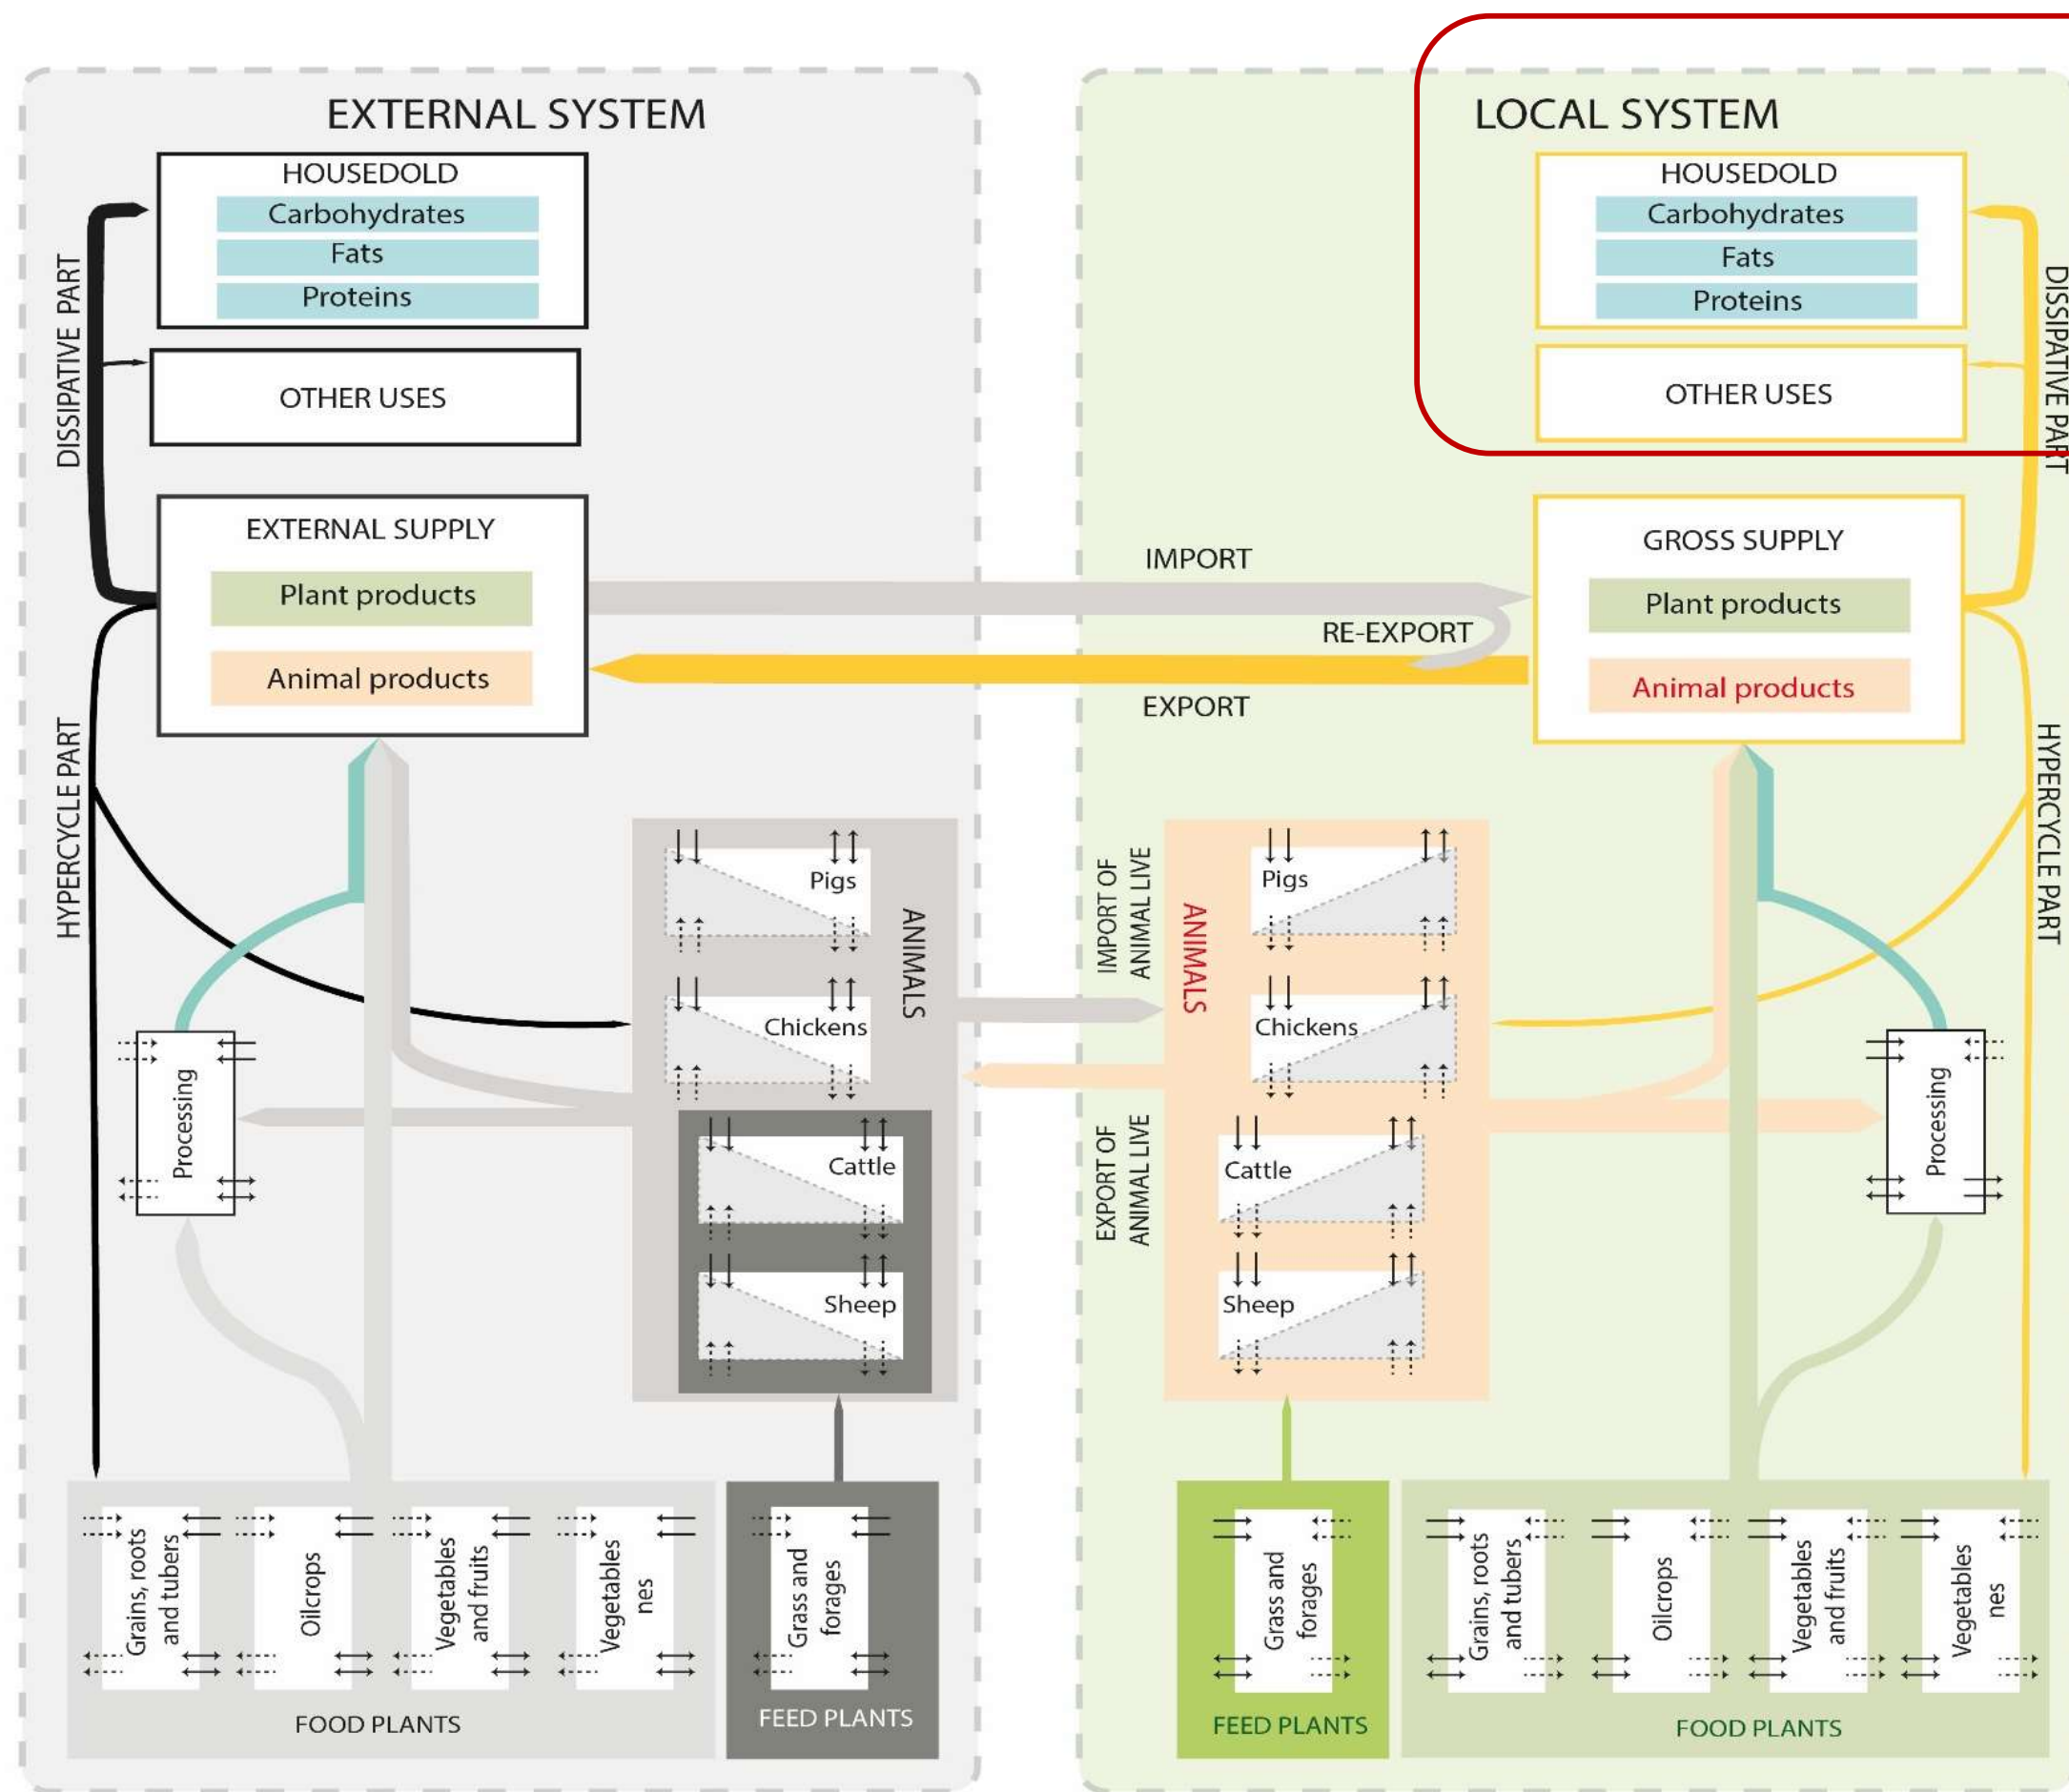 EXTERNAL SYSTEM
HOUSEDOLD
Carbohydrates
Fats
Proteins
OTHER USES
DISSIPATIVE PART
EXTERNAL SUPPLY
Plant products
Animal products
HYPERCYCLE PART
Pigs
Chickens
Cattle
Sheep
ANIMALS
Processing
Grains, roots
and tubers
Oilcrops
Vegetables
and fruits
Vegetables
nes
FOOD PLANTS
Grass and
forages
FEED PLANTS
IMPORT
RE-EXPORT
EXPORT
IMPORT OF
ANIMAL LIVE
EXPORT OF
ANIMAL LIVE
LOCAL SYSTEM
HOUSEDOLD
Carbohydrates
Fats
Proteins
OTHER USES
DISSIPATIVE PART
GROSS SUPPLY
Plant products
Animal products
HYPERCYCLE PART
ANIMALS
Pigs
Chickens
Cattle
Sheep
Processing
Grass and
forages
FEED PLANTS
Grains, roots
and tubers
Oilcrops
Vegetables
and fruits
Vegetables
nes
FOOD PLANTS